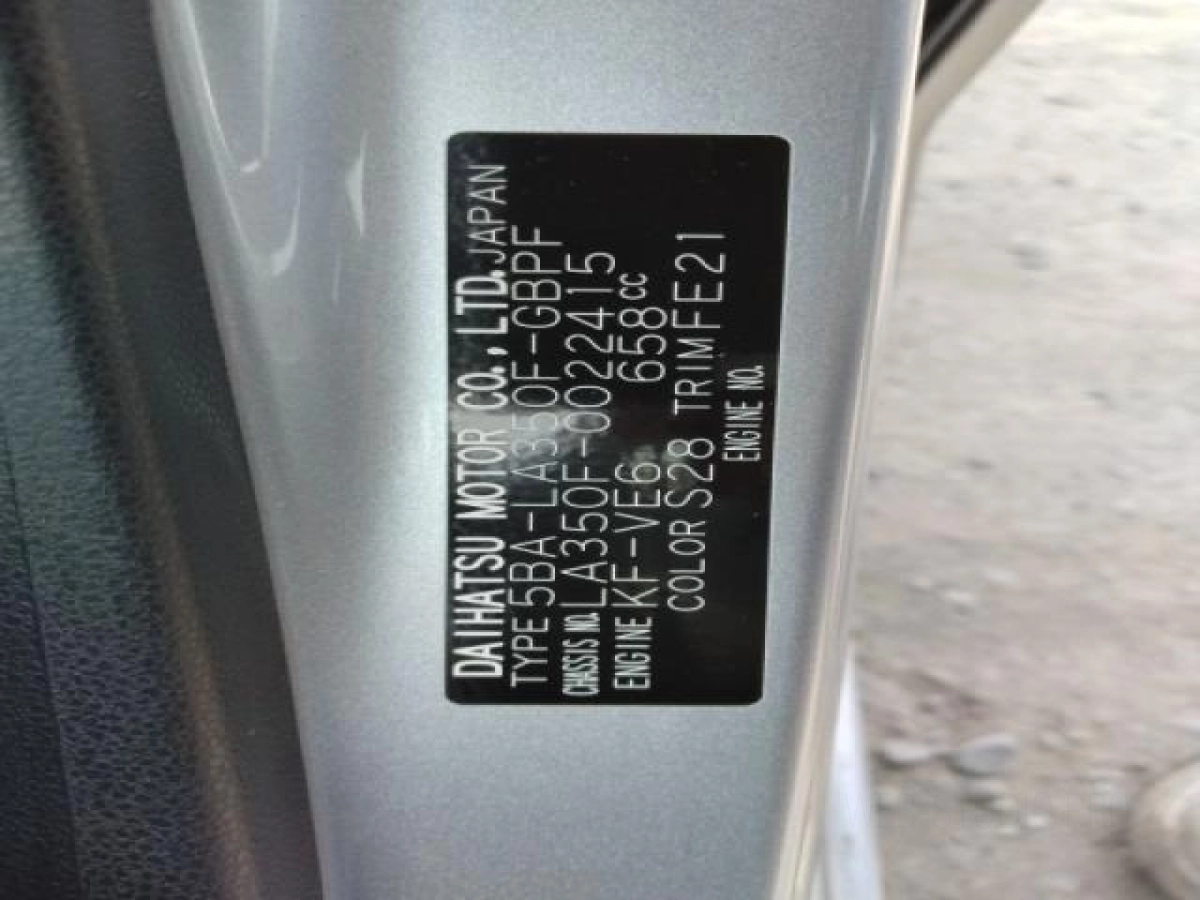 DAIHATSU MOTOR CO., LTD. JAPAN
TYPE 5BA-LA350F-GBPF
CHASSIS NO. LA350F-0022415
ENGINE KF-VE6 658cc
COLOR S28 TRIM FE21
ENGINE NO.